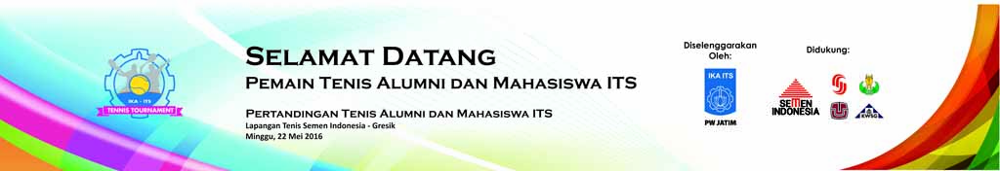 IKA - ITS
TENNIS TOURNAMENT
SELAMAT DATANG
PEMAIN TENIS ALUMNI DAN MAHASISWA ITS
PERTANDINGAN TENIS ALUMNI DAN MAHASISWA ITS
Lapangan Tenis Semen Indonesia - Gresik
Minggu, 22 Mei 2016
Diselenggarakan
Oleh:
IKA ITS
PW JATIM
Didukung:
SEMEN
INDONESIA
KWSG